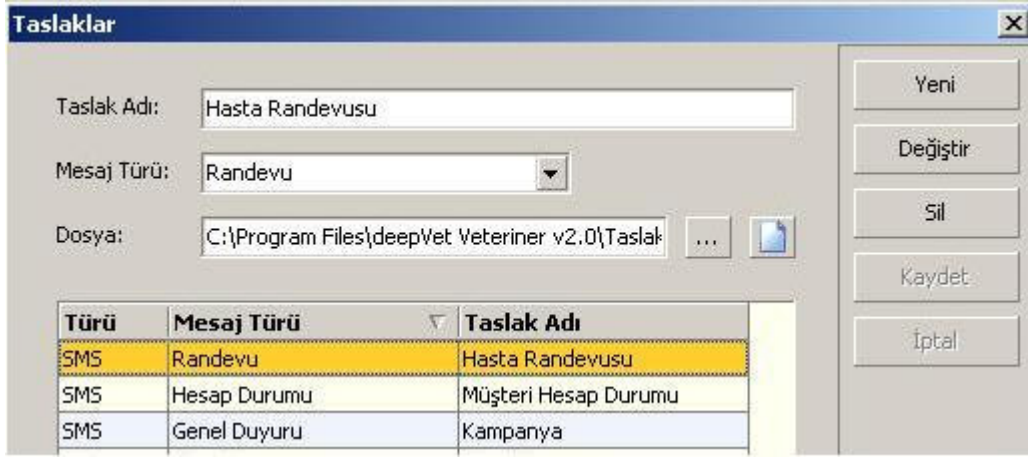 Taslaklar
Yeni
Taslak Adı: Hasta Randevusu
Değiştir
Mesaj Türü: Randevu
Sil
Dosya: C:\Program Files\deepVet Veteriner v2.0\Taslak ...
Kaydet
Türü Mesaj Türü Taslak Adı
İptal
SMS Randevu Hasta Randevusu
SMS Hesap Durumu Müşteri Hesap Durumu
SMS Genel Duyuru Kampanya